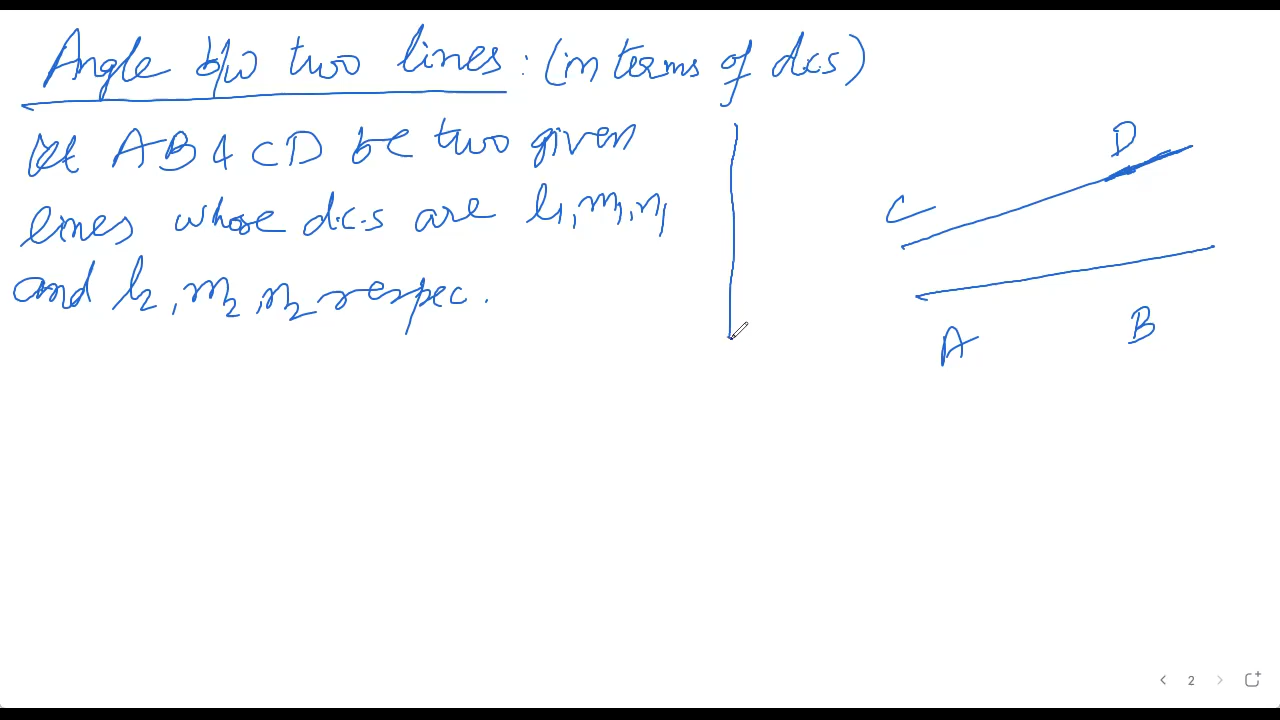 Angle b/w two lines : (in terms of dcs)
Let AB & CD be two given
lines whose d.c.s are l₁, m₁, n₁
and l₂, m₂, n₂ respec.
D
C
B
A
2